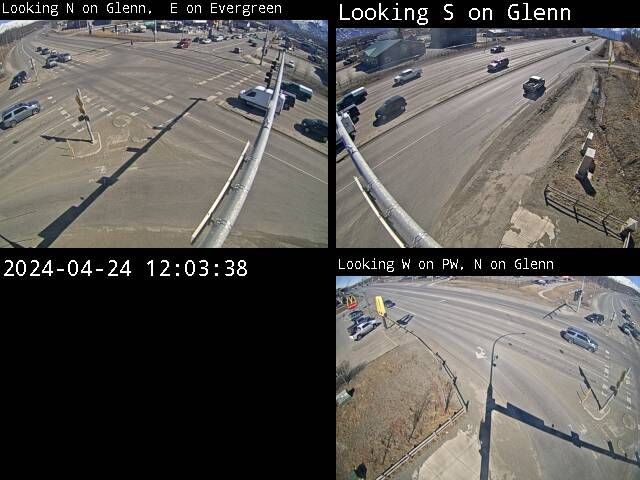 Looking N on Glenn,  E on Evergreen
Looking S on Glenn
2024-04-24 12:03:38
Looking W on PW, N on Glenn